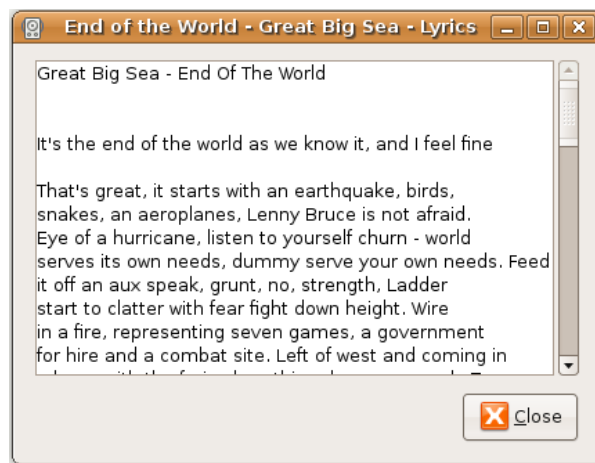 End of the World - Great Big Sea - Lyrics
Great Big Sea - End Of The World
It's the end of the world as we know it, and I feel fine
That's great, it starts with an earthquake, birds,
snakes, an aeroplanes, Lenny Bruce is not afraid.
Eye of a hurricane, listen to yourself churn - world
serves its own needs, dummy serve your own needs. Feed
it off an aux speak, grunt, no, strength, Ladder
start to clatter with fear fight down height. Wire
in a fire, representing seven games, a government
for hire and a combat site. Left of west and coming in
Close